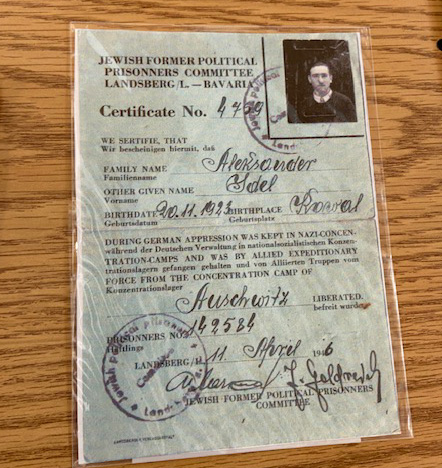 JEWISH FORMER POLITICAL
PRISONNERS COMMITTEE
LANDSBERG/L. — BAVARIA
Certificate No. 4759
WE SERTIFIE, THAT
Wir bescheinigen hiermit, daß
FAMILY NAME Aleksander
Familienname
OTHER GIVEN NAME Idel
Vorname
BIRTHDATE 20.11.1923 BIRTHPLACE
Geburtsdatum Geburtsplatz
DURING GERMAN APPRESSION WAS KEPT IN NAZI-CONCEN-
während der Deutschen Verwaltung in nationalsozialistischen Konzen-
TRATION-CAMPS AND WAS BY ALLIED EXPEDITIONARY
trationslagern gefangen gehalten und von Alliierten Truppen vom
FORCE FROM THE CONCENTRATION CAMP OF
Konzentrationslager
Auschwitz LIBERATED.
befreit wurde.
PRISONNERS NO. 142584
Häftlings
LANDSBERG/L. 11. April 1946
JEWISH FORMER POLITICAL PRISONNERS
COMMITTEE